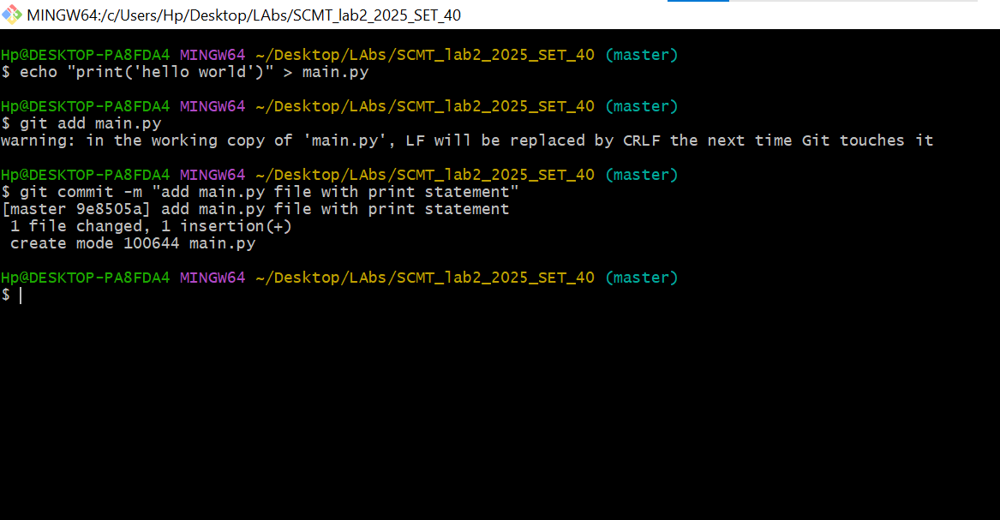 MINGW64:/c/Users/Hp/Desktop/LAbs/SCMT_lab2_2025_SET_40
Hp@DESKTOP-PA8FDA4 MINGW64 ~/Desktop/LAbs/SCMT_lab2_2025_SET_40 (master)
$ echo "print('hello world')" > main.py
Hp@DESKTOP-PA8FDA4 MINGW64 ~/Desktop/LAbs/SCMT_lab2_2025_SET_40 (master)
$ git add main.py
warning: in the working copy of 'main.py', LF will be replaced by CRLF the next time Git touches it
Hp@DESKTOP-PA8FDA4 MINGW64 ~/Desktop/LAbs/SCMT_lab2_2025_SET_40 (master)
$ git commit -m "add main.py file with print statement"
[master 9e8505a] add main.py file with print statement
 1 file changed, 1 insertion(+)
 create mode 100644 main.py
Hp@DESKTOP-PA8FDA4 MINGW64 ~/Desktop/LAbs/SCMT_lab2_2025_SET_40 (master)
$